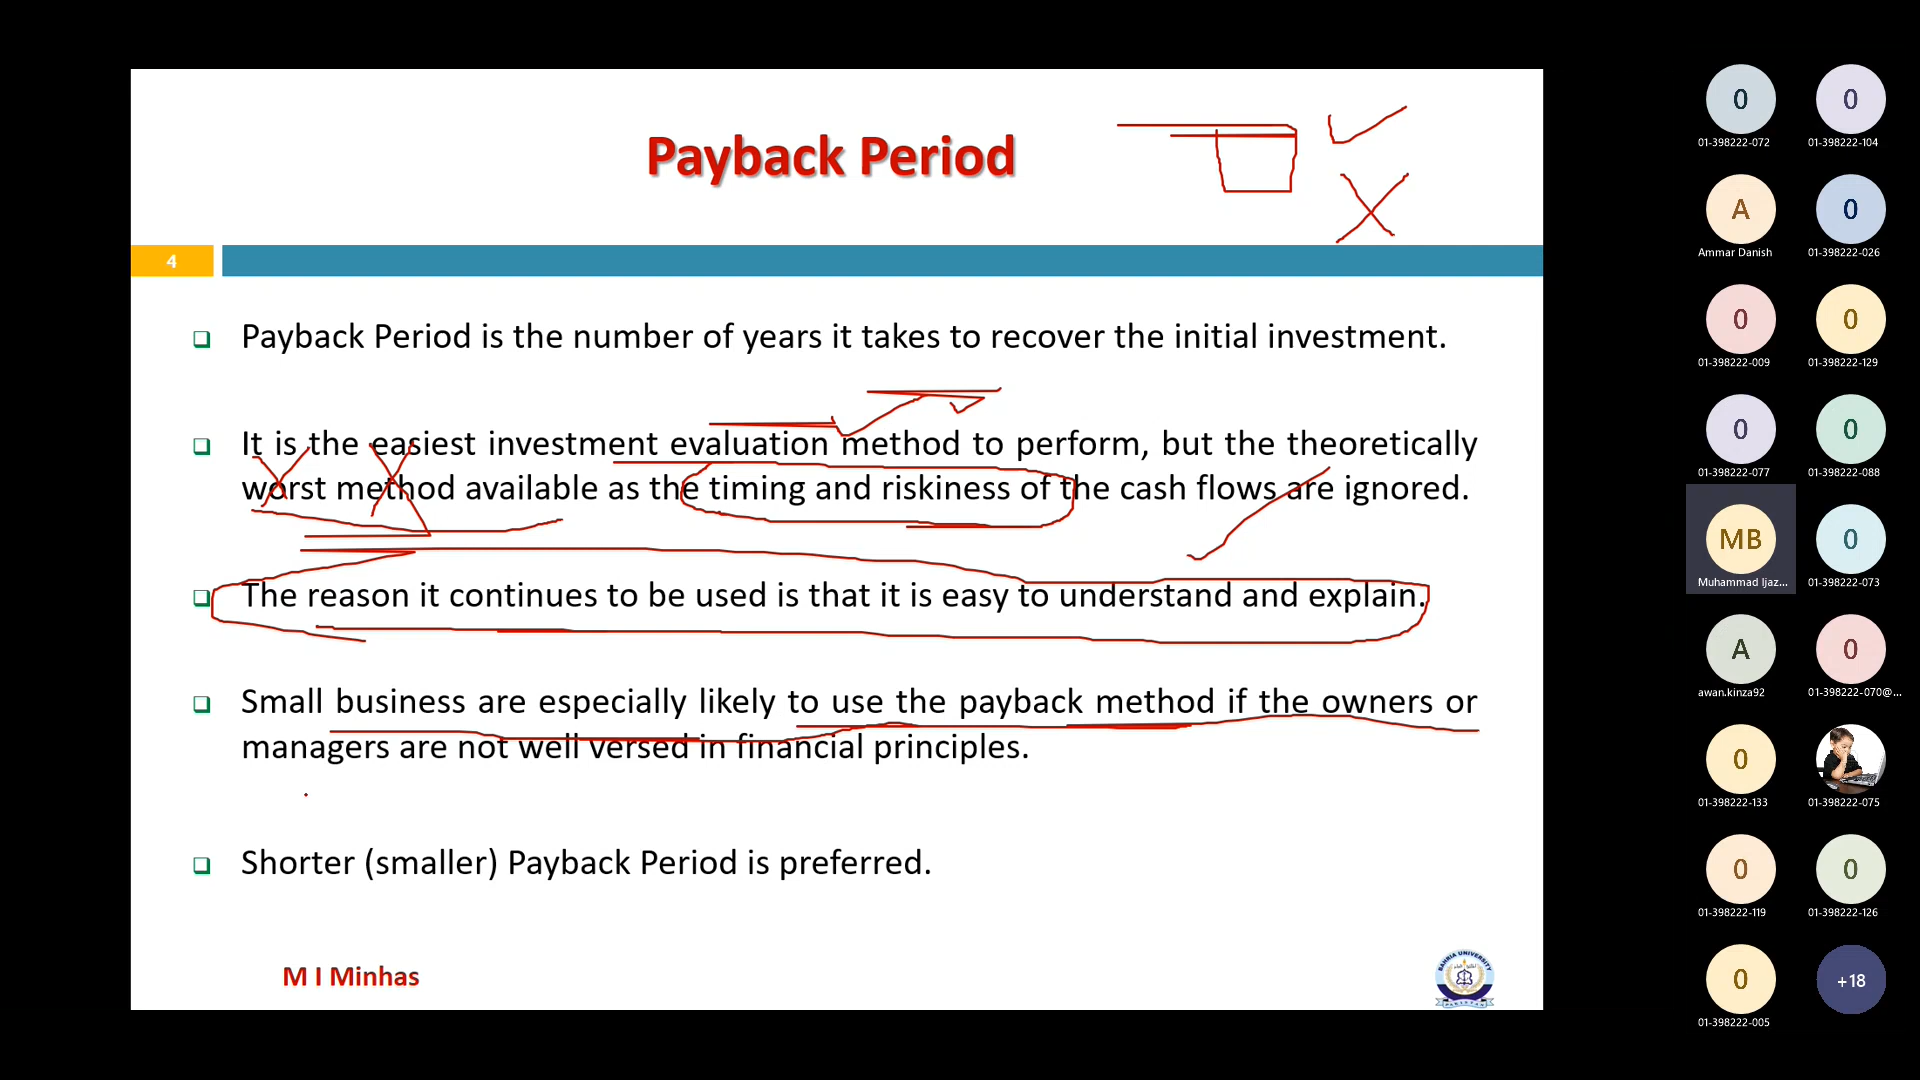 Payback Period
4
Payback Period is the number of years it takes to recover the initial investment.
It is the easiest investment evaluation method to perform, but the theoretically
worst method available as the timing and riskiness of the cash flows are ignored.
The reason it continues to be used is that it is easy to understand and explain.
Small business are especially likely to use the payback method if the owners or
managers are not well versed in financial principles.
Shorter (smaller) Payback Period is preferred.
M I Minhas
BAHRIA UNIVERSITY
0
01-398222-072
0
01-398222-104
A
Ammar Danish
0
01-398222-026
0
01-398222-009
0
01-398222-129
0
01-398222-077
0
01-398222-088
MB
Muhammad Ijaz...
0
01-398222-073
A
awan.kinza92
0
01-398222-070@...
0
01-398222-133
01-398222-075
0
01-398222-119
0
01-398222-126
0
01-398222-005
+18